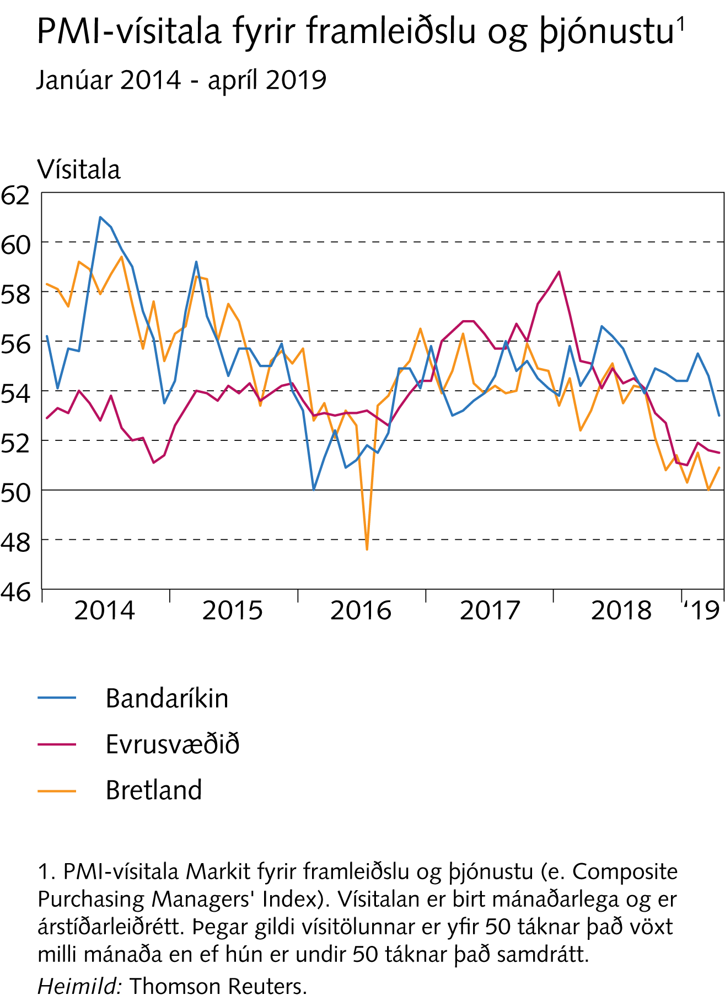 PMI-vísitala fyrir framleiðslu og þjónustu¹
Janúar 2014 - apríl 2019
Vísitala
62
60
58
56
54
52
50
48
46
2014 2015 2016 2017 2018 ‘19
Bandaríkin
Evrusvæðið
Bretland
1. PMI-vísitala Markit fyrir framleiðslu og þjónustu (e. Composite
Purchasing Managers' Index). Vísitalan er birt mánaðarlega og er
árstíðarleiðrétt. Þegar gildi vísitölunnar er yfir 50 táknar það vöxt
milli mánaða en ef hún er undir 50 táknar það samdrátt.
Heimild: Thomson Reuters.